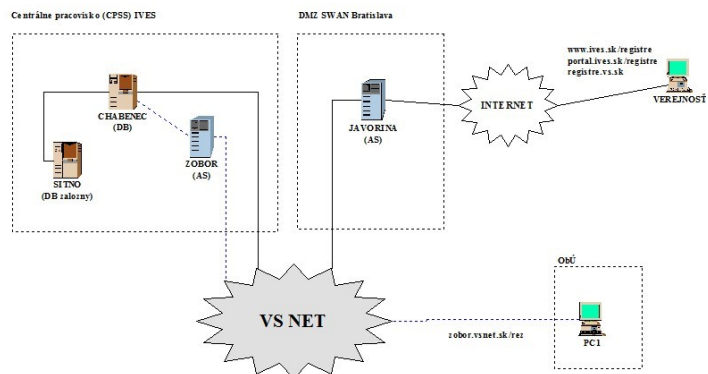 Centrálne pracovisko (CPSS) IVES
DMZ SWAN Bratislava
www.ives.sk/registre
portal.ives.sk/registre
registre.vs.sk
CHABENEC
(DB)
INTERNET
VEREJNOSŤ
JAVORINA
(AS)
ZOBOR
(AS)
SITNO
(DB zalozny)
ObÚ
VS NET
zobor.vsnet.sk/rez
PC1